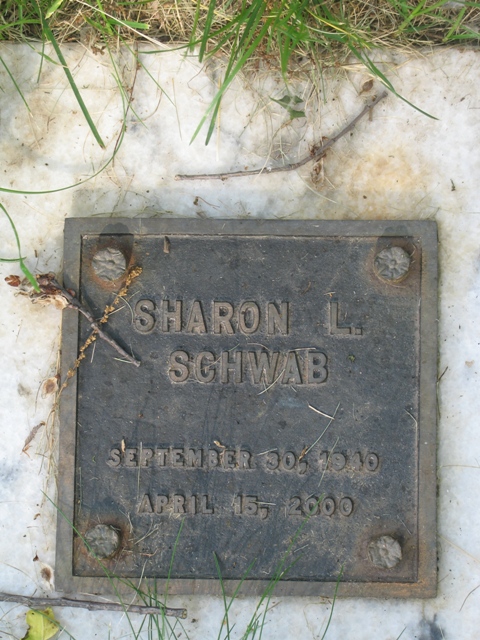 SHARON L.
SCHWAB
SEPTEMBER 30, 1940
APRIL 15, 2000